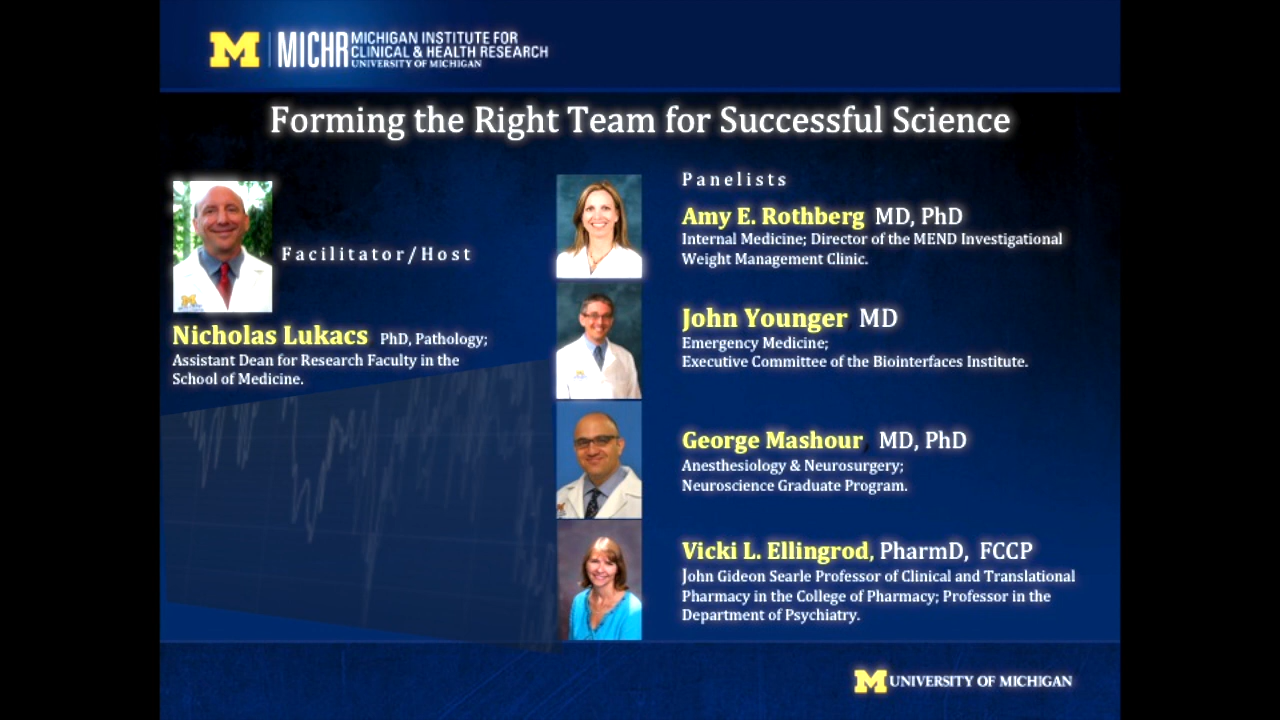 M | MICHR MICHIGAN INSTITUTE FOR
CLINICAL & HEALTH RESEARCH
UNIVERSITY OF MICHIGAN
Forming the Right Team for Successful Science
Facilitator/Host
Nicholas Lukacs PhD, Pathology;
Assistant Dean for Research Faculty in the
School of Medicine.
Panelists
Amy E. Rothberg MD, PhD
Internal Medicine; Director of the MEND Investigational
Weight Management Clinic.
John Younger MD
Emergency Medicine;
Executive Committee of the Biointerfaces Institute.
George Mashour, MD, PhD
Anesthesiology & Neurosurgery;
Neuroscience Graduate Program.
Vicki L. Ellingrod, PharmD, FCCP
John Gideon Searle Professor of Clinical and Translational
Pharmacy in the College of Pharmacy; Professor in the
Department of Psychiatry.
M UNIVERSITY OF MICHIGAN